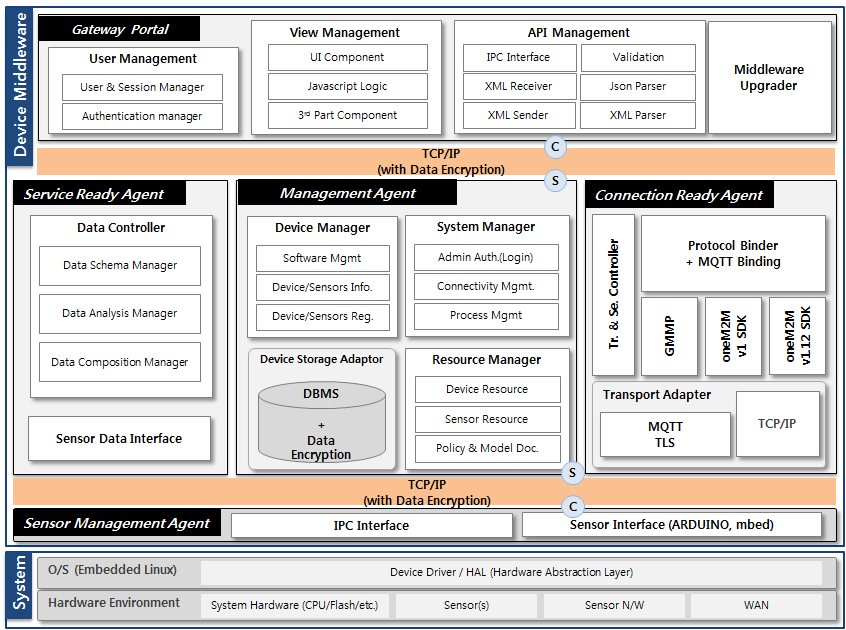 Device Middleware
Gateway Portal
User Management
User & Session Manager
Authentication manager
View Management
UI Component
Javascript Logic
3rd Part Component
API Management
IPC Interface
Validation
XML Receiver
Json Parser
XML Sender
XML Parser
Middleware
Upgrader
C
TCP/IP
(with Data Encryption)
S
Service Ready Agent
Data Controller
Data Schema Manager
Data Analysis Manager
Data Composition Manager
Sensor Data Interface
Management Agent
Device Manager
Software Mgmt
Device/Sensors Info.
Device/Sensors Reg.
System Manager
Admin Auth.(Login)
Connectivity Mgmt.
Process Mgmt
Device Storage Adaptor
DBMS
+
Data
Encryption
Resource Manager
Device Resource
Sensor Resource
Policy & Model Doc.
Connection Ready Agent
Tr. & Se. Controller
Protocol Binder
+ MQTT Binding
GMMP
oneM2M
v1 SDK
oneM2M
v1.12 SDK
Transport Adapter
MQTT
TLS
TCP/IP
S
TCP/IP
(with Data Encryption)
C
Sensor Management Agent
IPC Interface
Sensor Interface (ARDUINO, mbed)
System
O/S (Embedded Linux)
Device Driver / HAL (Hardware Abstraction Layer)
Hardware Environment
System Hardware (CPU/Flash/etc.)
Sensor(s)
Sensor N/W
WAN